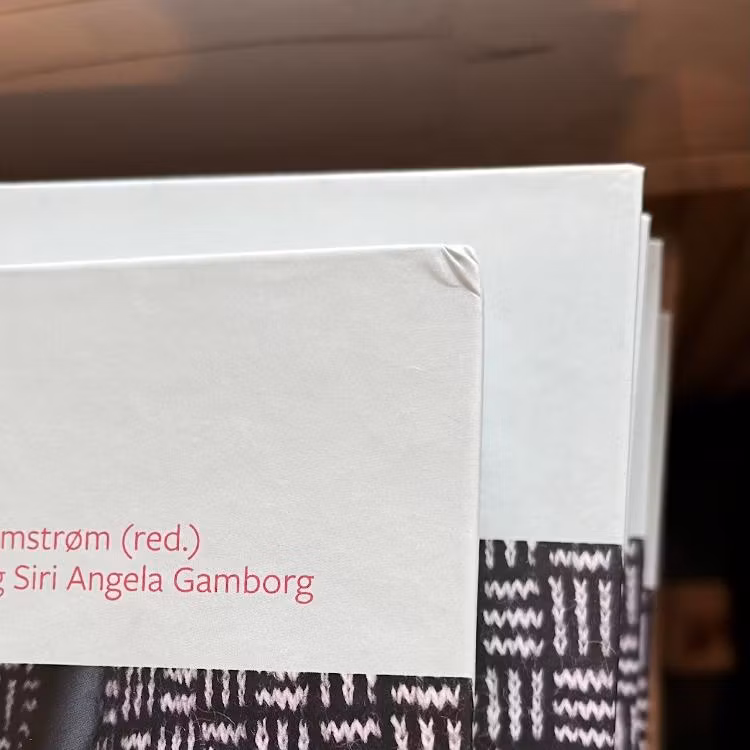 mstrøm (red.)
g Siri Angela Gamborg